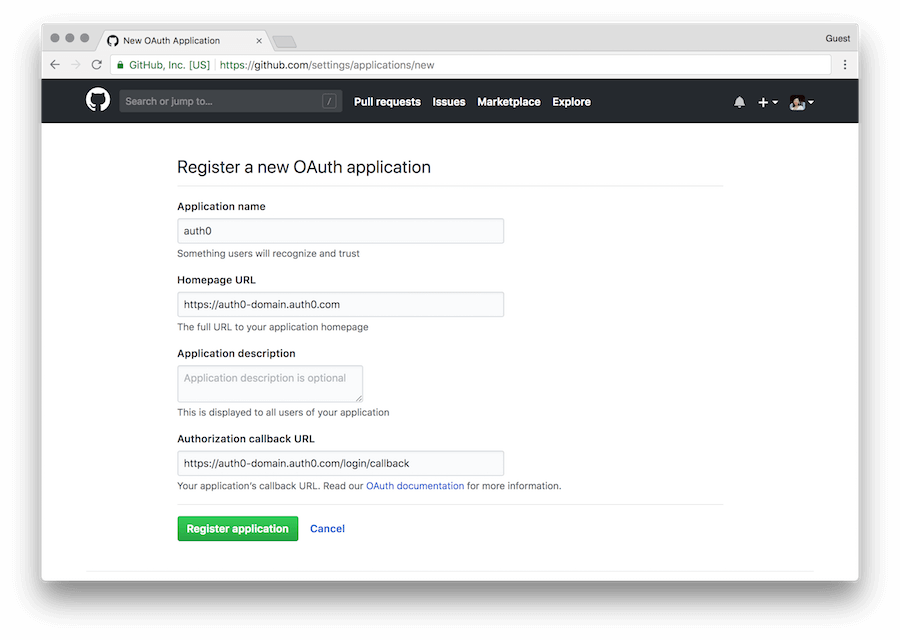 New OAuth Application
Guest
GitHub, Inc. [US] https://github.com/settings/applications/new
Search or jump to... / Pull requests Issues Marketplace Explore
Register a new OAuth application
Application name
auth0
Something users will recognize and trust
Homepage URL
https://auth0-domain.auth0.com
The full URL to your application homepage
Application description
Application description is optional
This is displayed to all users of your application
Authorization callback URL
https://auth0-domain.auth0.com/login/callback
Your application's callback URL. Read our OAuth documentation for more information.
Register application Cancel